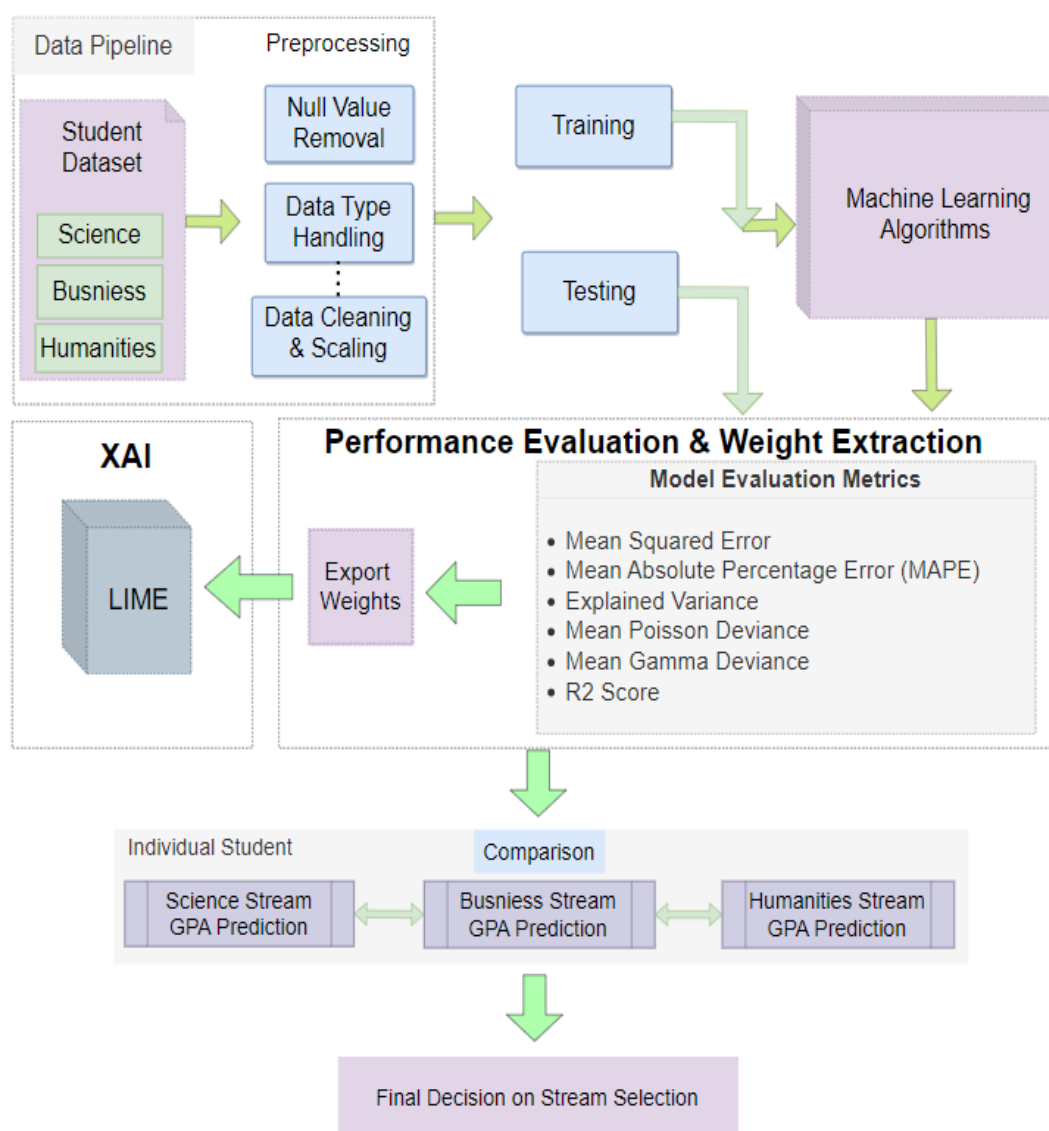 Data Pipeline
Preprocessing
Student
Dataset
Science
Busniess
Humanities
Null Value
Removal
Data Type
Handling
Data Cleaning
& Scaling
Training
Testing
Machine Learning
Algorithms
XAI
LIME
Performance Evaluation & Weight Extraction
Model Evaluation Metrics
• Mean Squared Error
• Mean Absolute Percentage Error (MAPE)
• Explained Variance
• Mean Poisson Deviance
• Mean Gamma Deviance
• R2 Score
Export
Weights
Individual Student
Comparison
Science Stream
GPA Prediction
Busniess Stream
GPA Prediction
Humanities Stream
GPA Prediction
Final Decision on Stream Selection